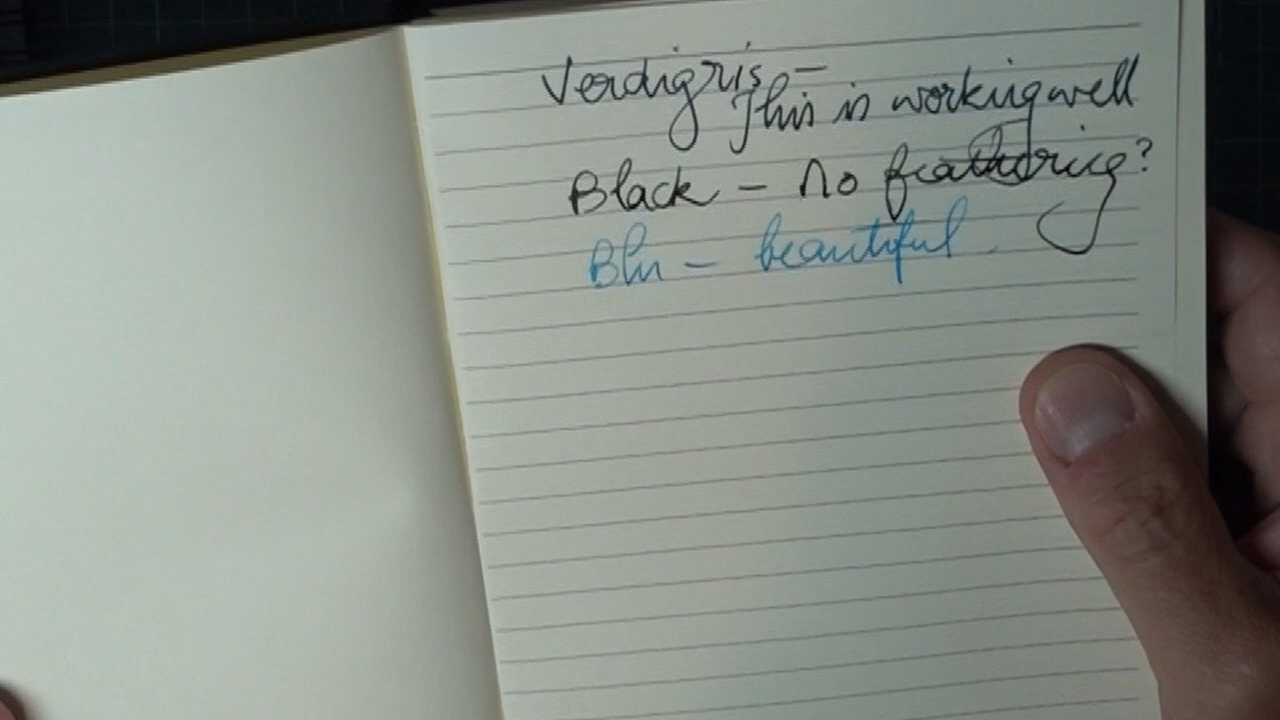 Verdigris –
This is working well
Black – No feathering?
Blu – beautiful.